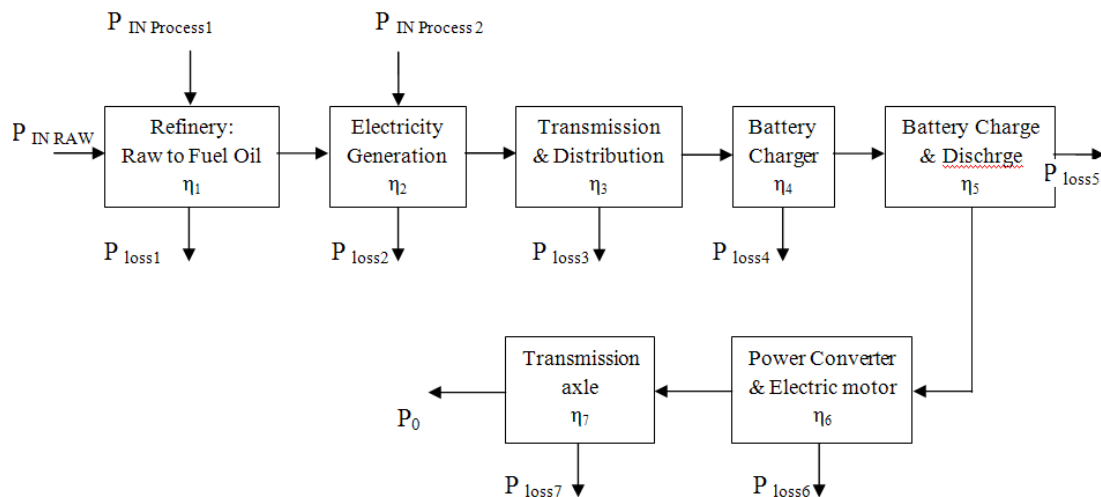 P IN Process1
P IN Process 2
P IN RAW
Refinery:
Raw to Fuel Oil
η1
Electricity
Generation
η2
Transmission
& Distribution
η3
Battery
Charger
η4
Battery Charge
& Dischrge
η5
P loss5
P loss1
P loss2
P loss3
P loss4
Transmission
axle
η7
Power Converter
& Electric motor
η6
P0
P loss7
P loss6